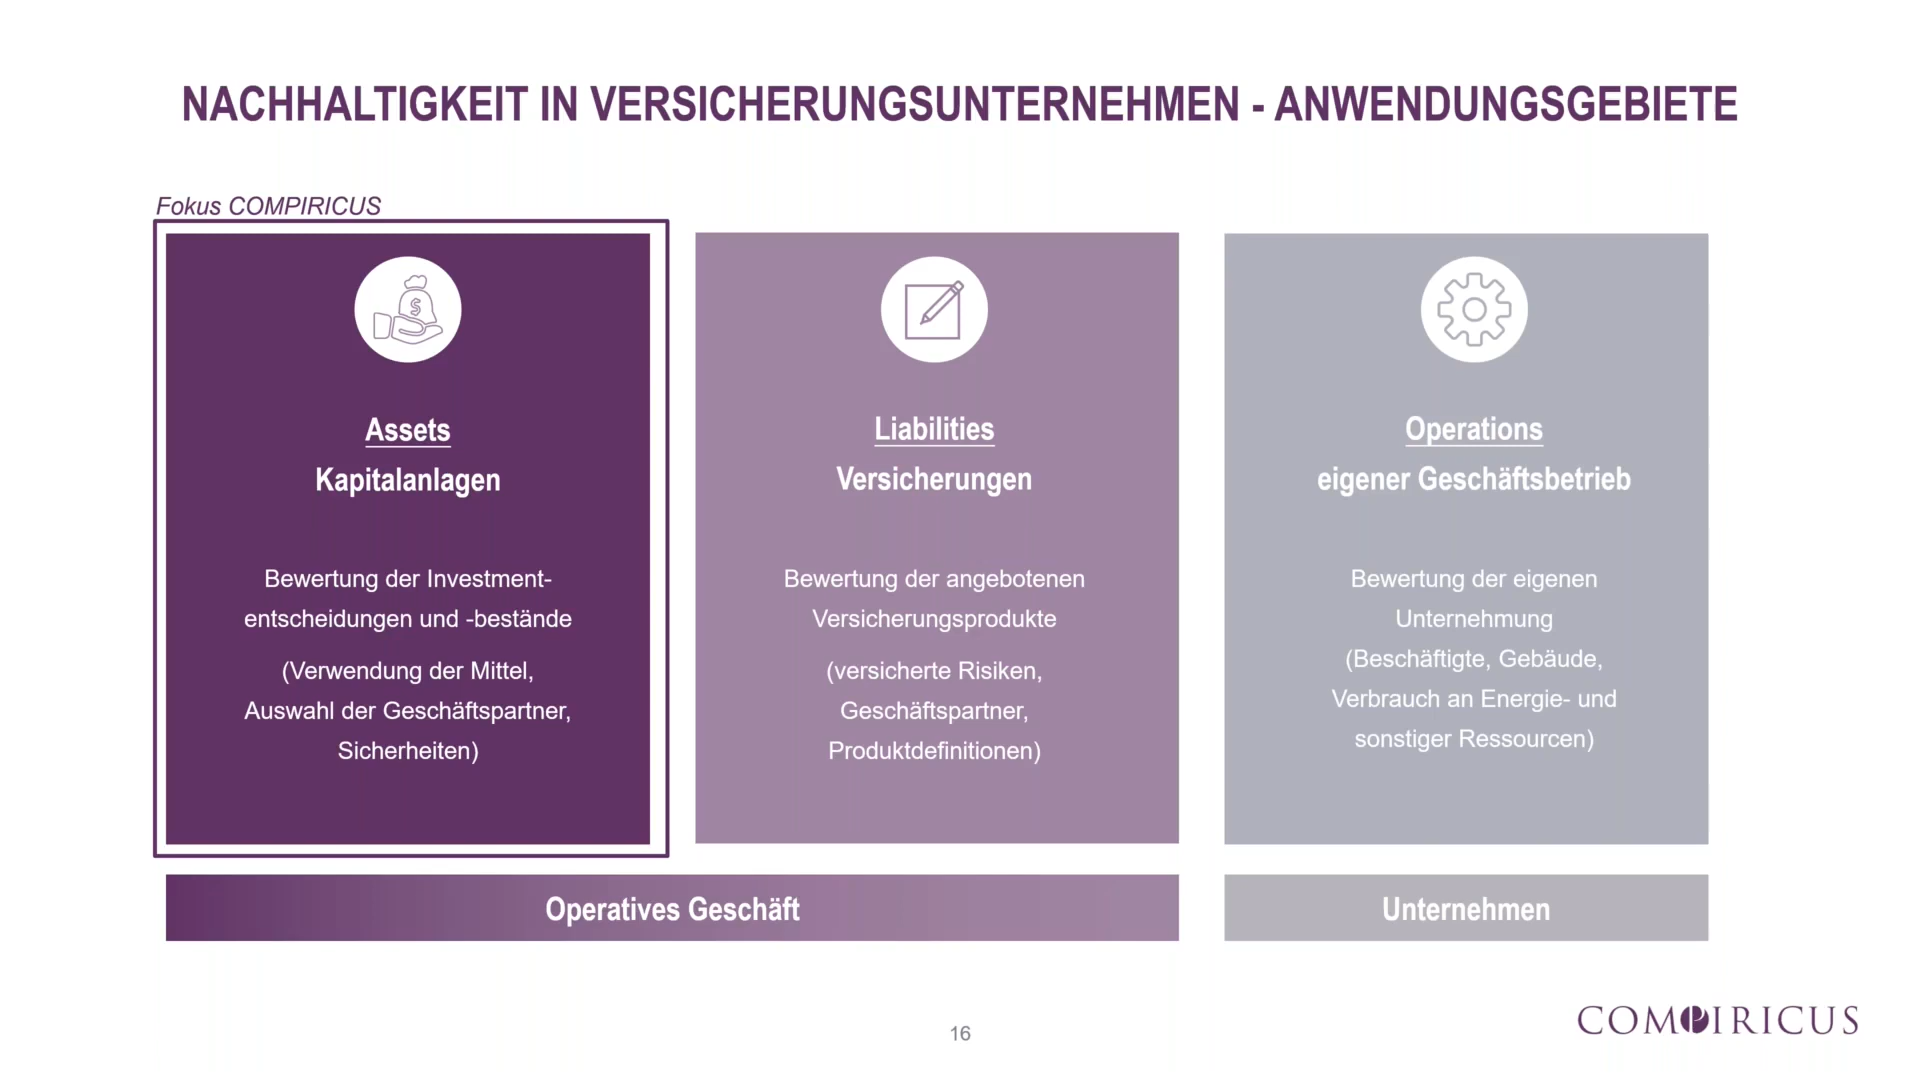 NACHHALTIGKEIT IN VERSICHERUNGSUNTERNEHMEN - ANWENDUNGSGEBIETE
Fokus COMPIRICUS
$
Assets
Kapitalanlagen
Bewertung der Investment-
entscheidungen und -bestände
(Verwendung der Mittel,
Auswahl der Geschäftspartner,
Sicherheiten)
Liabilities
Versicherungen
Bewertung der angebotenen
Versicherungsprodukte
(versicherte Risiken,
Geschäftspartner,
Produktdefinitionen)
Operations
eigener Geschäftsbetrieb
Bewertung der eigenen
Unternehmung
(Beschäftigte, Gebäude,
Verbrauch an Energie- und
sonstiger Ressourcen)
Operatives Geschäft
Unternehmen
16
COMPIRICUS